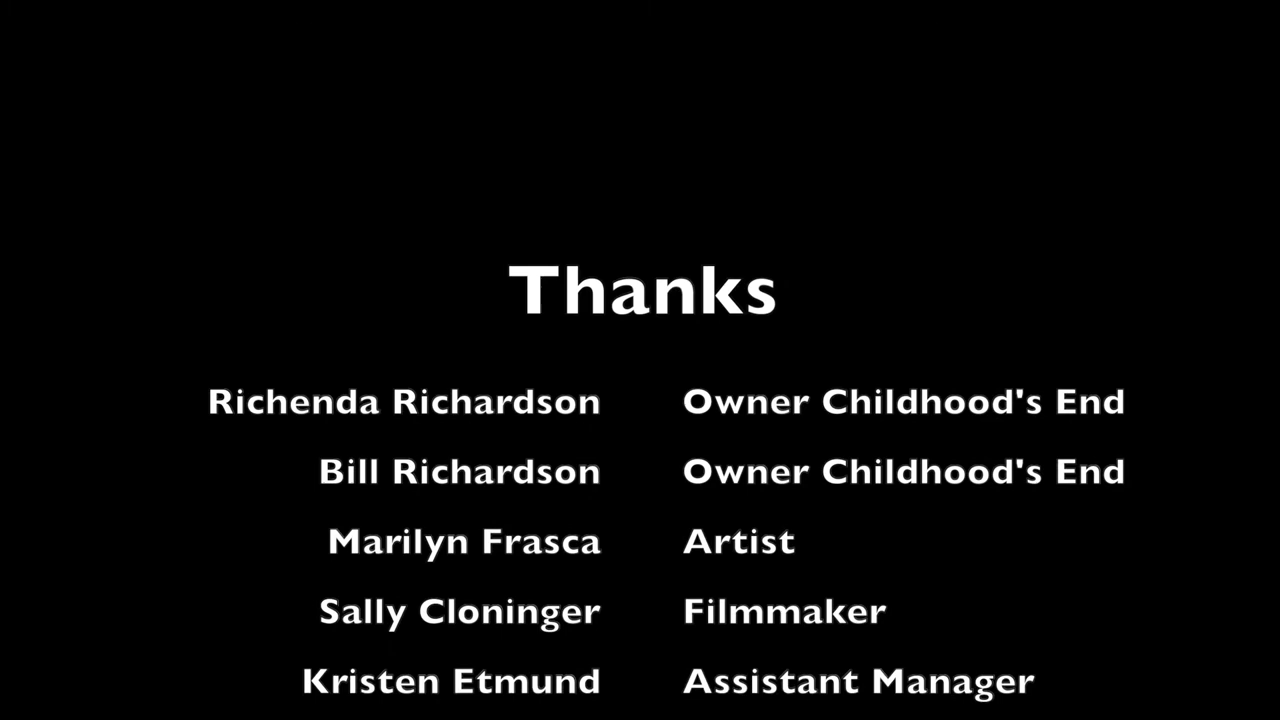 Thanks
Richenda Richardson Owner Childhood's End
Bill Richardson Owner Childhood's End
Marilyn Frasca Artist
Sally Cloninger Filmmaker
Kristen Etmund Assistant Manager